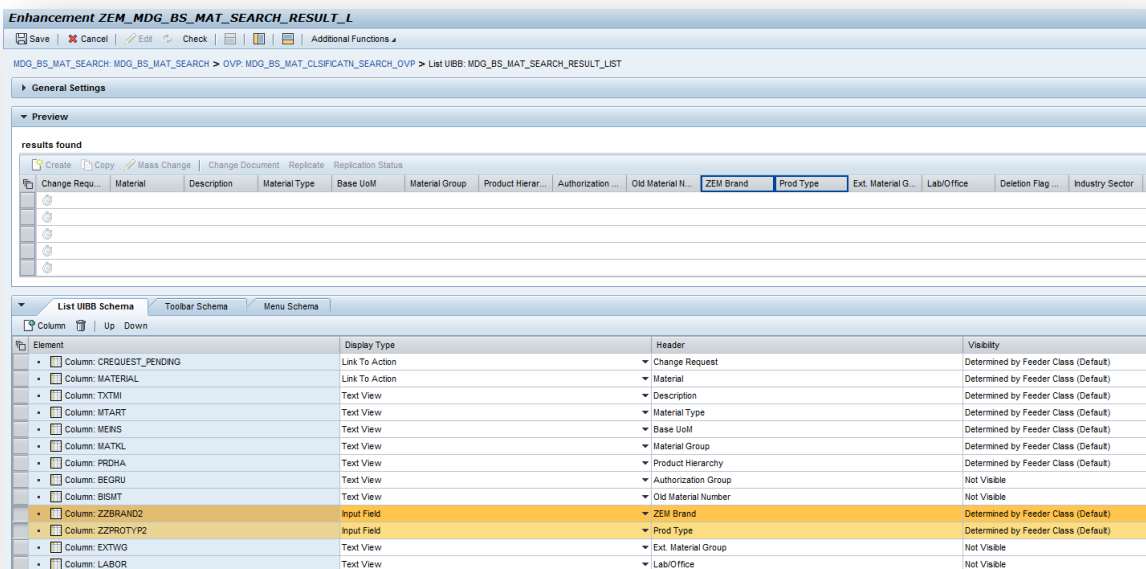 Enhancement ZEM_MDG_BS_MAT_SEARCH_RESULT_L
Save Cancel Edit Check Additional Functions
MDG_BS_MAT_SEARCH: MDG_BS_MAT_SEARCH > OVP: MDG_BS_MAT_CLSIFICATN_SEARCH_OVP > List UIBB: MDG_BS_MAT_SEARCH_RESULT_LIST
General Settings
Preview
results found
Create Copy Mass Change Change Document Replicate Replication Status
Change Requ... Material Description Material Type Base UoM Material Group Product Hierar... Authorization ... Old Material N... ZEM Brand Prod Type Ext. Material G... Lab/Office Deletion Flag ... Industry Sector
List UIBB Schema Toolbar Schema Menu Schema
Column Up Down
Element Display Type Header Visibility
Column: CREQUEST_PENDING Link To Action Change Request Determined by Feeder Class (Default)
Column: MATERIAL Link To Action Material Determined by Feeder Class (Default)
Column: TXTMI Text View Description Determined by Feeder Class (Default)
Column: MTART Text View Material Type Determined by Feeder Class (Default)
Column: MEINS Text View Base UoM Determined by Feeder Class (Default)
Column: MATKL Text View Material Group Determined by Feeder Class (Default)
Column: PRDHA Text View Product Hierarchy Determined by Feeder Class (Default)
Column: BEGRU Text View Authorization Group Not Visible
Column: BISMT Text View Old Material Number Not Visible
Column: ZZBRAND2 Input Field ZEM Brand Determined by Feeder Class (Default)
Column: ZZPROTYP2 Input Field Prod Type Determined by Feeder Class (Default)
Column: EXTWG Text View Ext. Material Group Not Visible
Column: LABOR Text View Lab/Office Not Visible